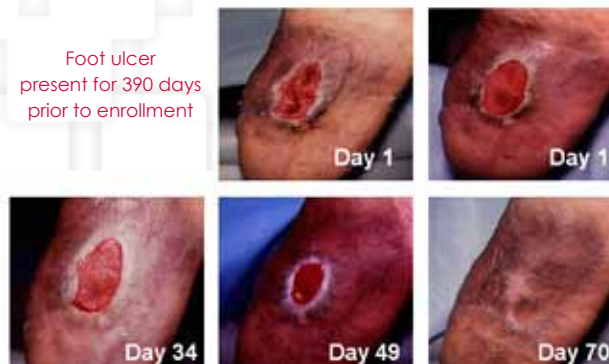 Foot ulcer
present for 390 days
prior to enrollment
Day 1
Day 1
Day 34
Day 49
Day 70